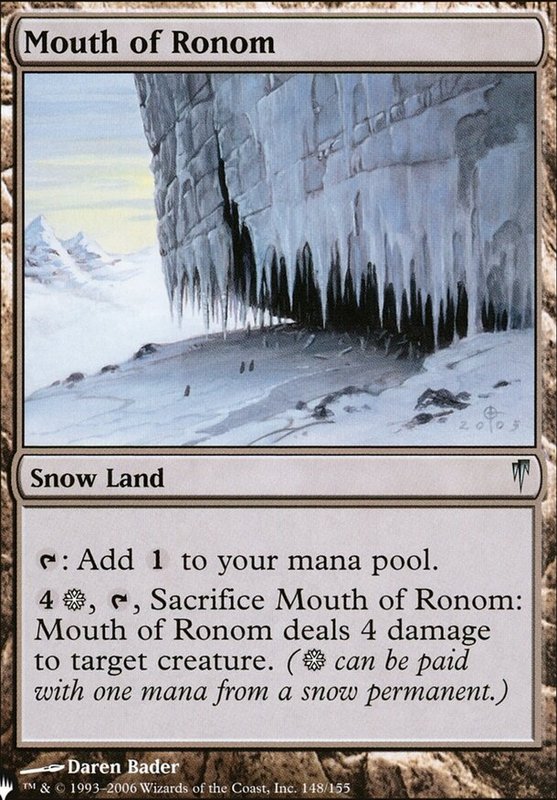 Mouth of Ronom
2005
Snow Land
: Add 1 to your mana pool.
4 , , Sacrifice Mouth of Ronom:
Mouth of Ronom deals 4 damage
to target creature. ( can be paid
with one mana from a snow permanent.)
Daren Bader
™ & © 1993–2006 Wizards of the Coast, Inc. 148/155